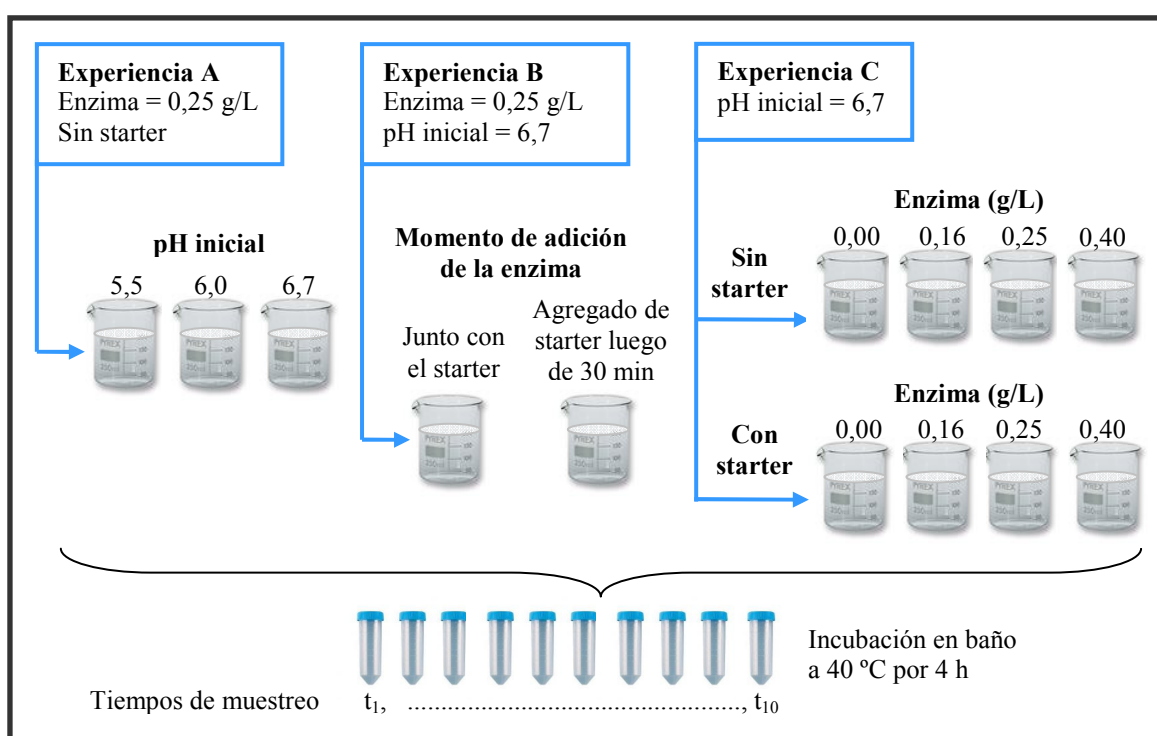 Experiencia A
Enzima = 0,25 g/L
Sin starter
pH inicial
5,5 6,0 6,7
Experiencia B
Enzima = 0,25 g/L
pH inicial = 6,7
Momento de adición
de la enzima
Junto con
el starter
Agregado de
starter luego
de 30 min
Experiencia C
pH inicial = 6,7
Enzima (g/L)
0,00 0,16 0,25 0,40
Sin
starter
Enzima (g/L)
0,00 0,16 0,25 0,40
Con
starter
Incubación en baño
a 40 ºC por 4 h
Tiempos de muestreo t₁, ................................................, t₁₀